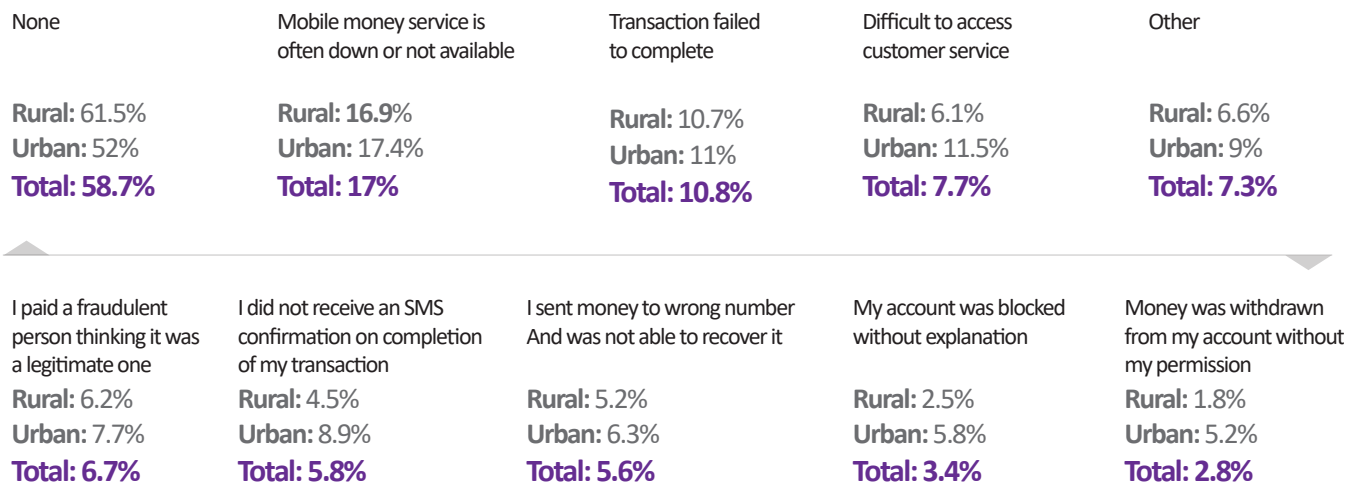 None
Mobile money service is
often down or not available
Transaction failed
to complete
Difficult to access
customer service
Other
Rural: 61.5%
Urban: 52%
Total: 58.7%
Rural: 16.9%
Urban: 17.4%
Total: 17%
Rural: 10.7%
Urban: 11%
Total: 10.8%
Rural: 6.1%
Urban: 11.5%
Total: 7.7%
Rural: 6.6%
Urban: 9%
Total: 7.3%
I paid a fraudulent
person thinking it was
a legitimate one
Rural: 6.2%
Urban: 7.7%
Total: 6.7%
I did not receive an SMS
confirmation on completion
of my transaction
Rural: 4.5%
Urban: 8.9%
Total: 5.8%
I sent money to wrong number
And was not able to recover it
Rural: 5.2%
Urban: 6.3%
Total: 5.6%
My account was blocked
without explanation
Rural: 2.5%
Urban: 5.8%
Total: 3.4%
Money was withdrawn
from my account without
my permission
Rural: 1.8%
Urban: 5.2%
Total: 2.8%